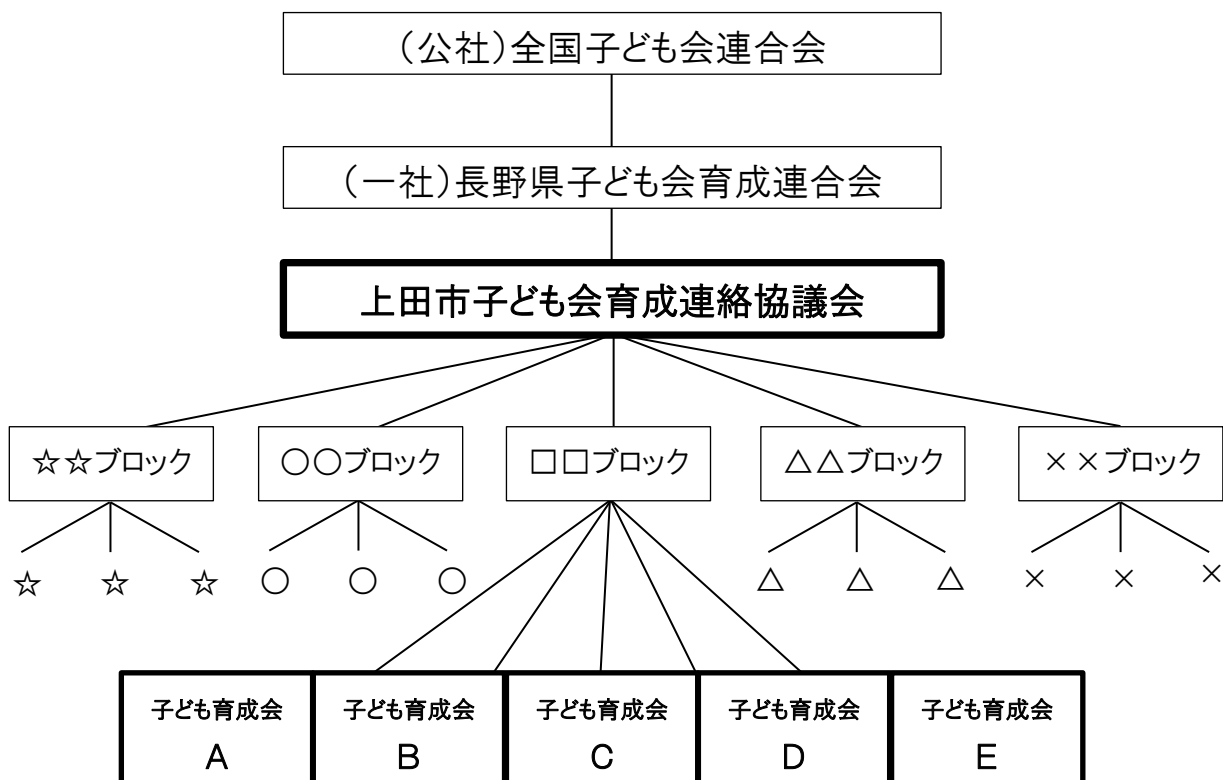 （公社）全国子ども会連合会
（一社）長野県子ども会育成連合会
上田市子ども会育成連絡協議会
☆☆ブロック
○○ブロック
□□ブロック
△△ブロック
××ブロック
☆ ☆ ☆
○ ○ ○
△ △ △
× × ×
子ども育成会
A
子ども育成会
B
子ども育成会
C
子ども育成会
D
子ども育成会
E